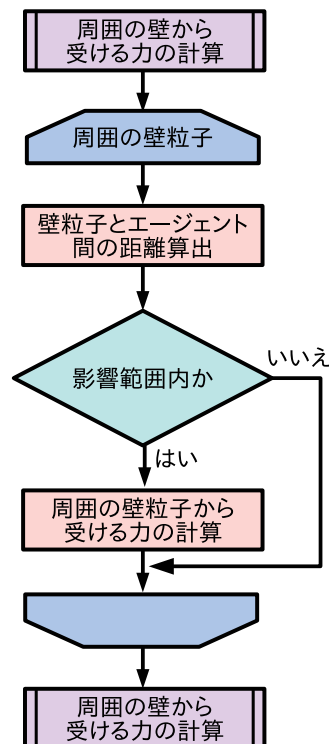 周囲の壁から
受ける力の計算
周囲の壁粒子
壁粒子とエージェント
間の距離算出
影響範囲内か
いいえ
はい
周囲の壁粒子から
受ける力の計算
周囲の壁から
受ける力の計算